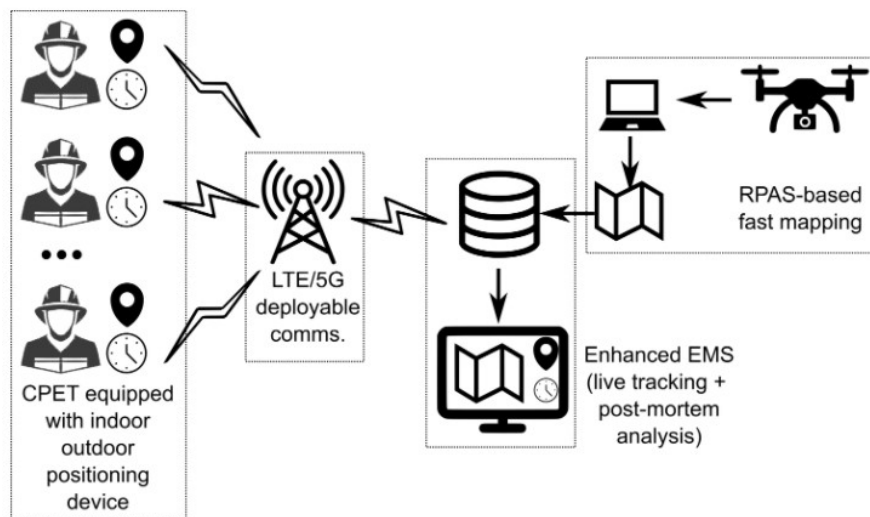 CPET equipped
with indoor
outdoor
positioning
device
LTE/5G
deployable
comms.
RPAS-based
fast mapping
Enhanced EMS
(live tracking +
post-mortem
analysis)